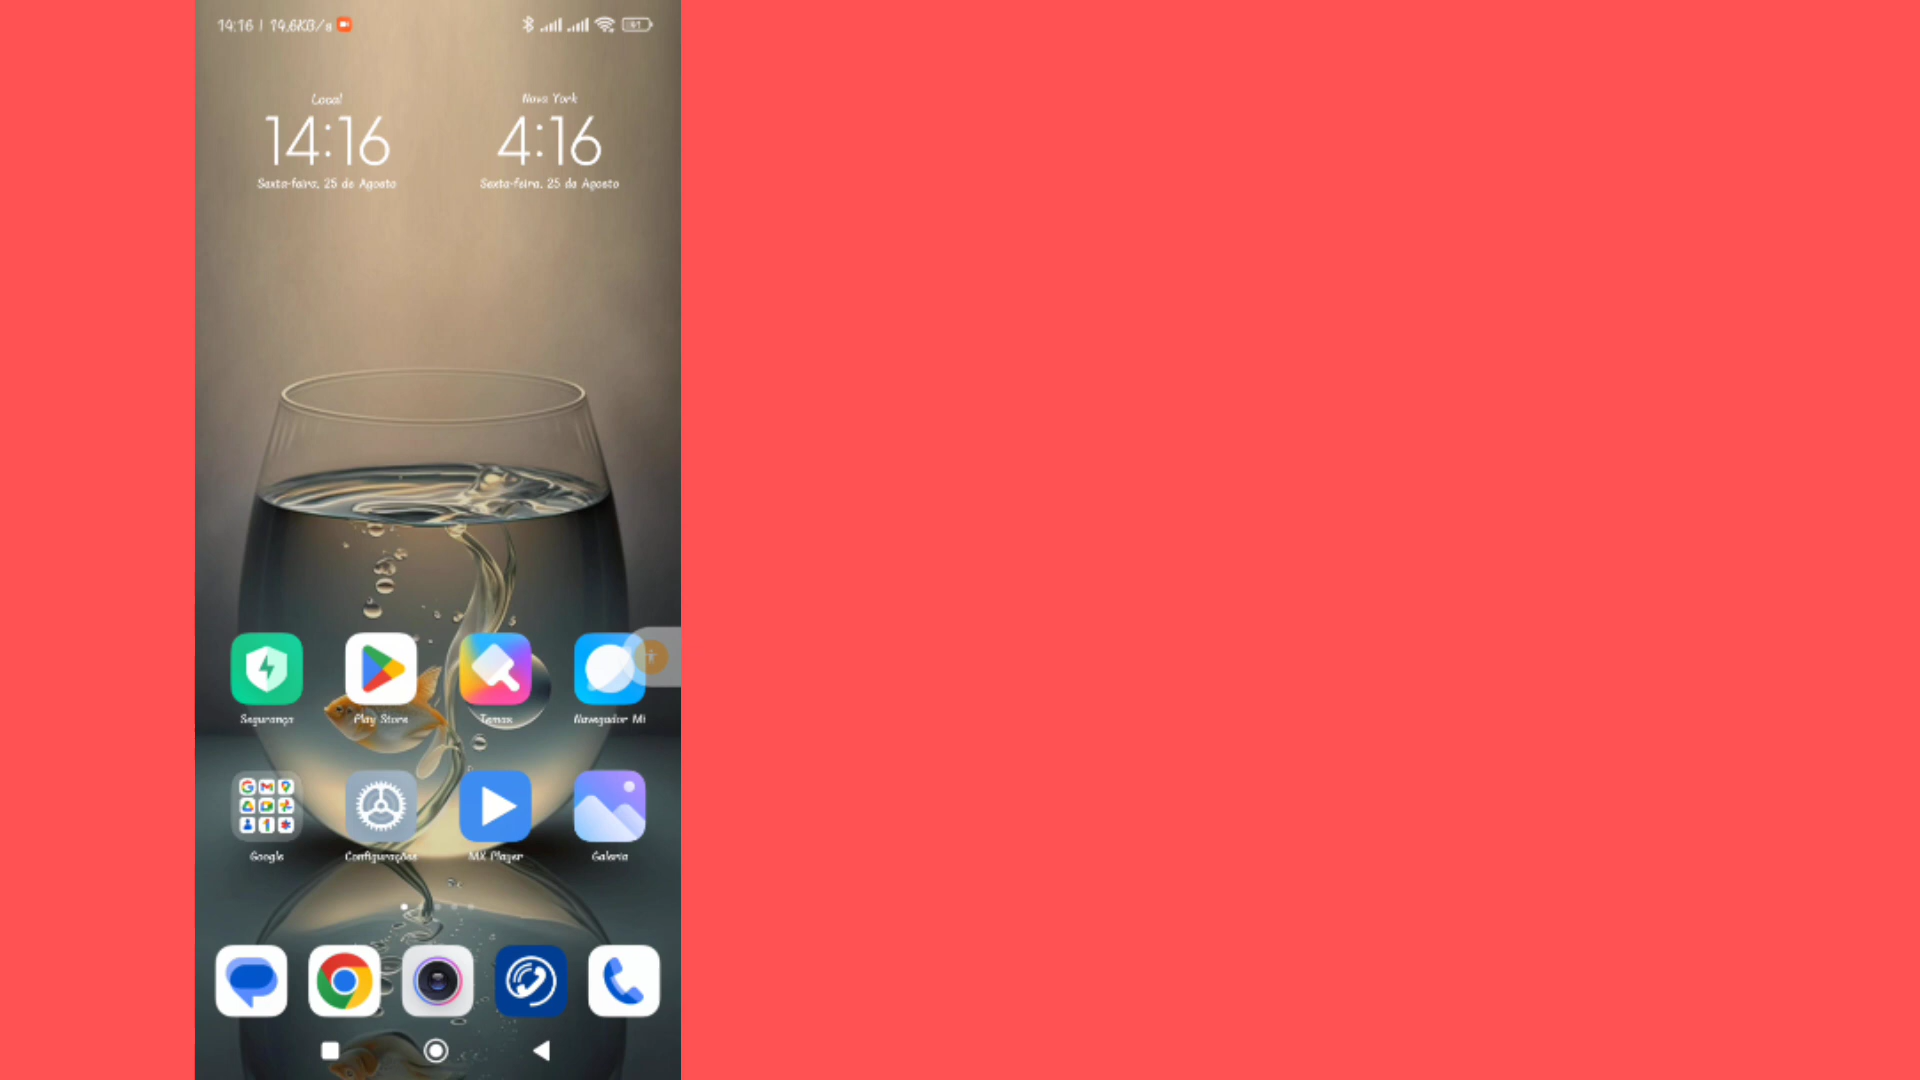 14:16 | 14,6KB/s
Local
14:16
Sexta-feira, 25 de Agosto
Nova York
4:16
Sexta-feira, 25 de Agosto
Segurança
Play Store
Temas
Navegador Mi
Google
Configurações
MX Player
Galeria